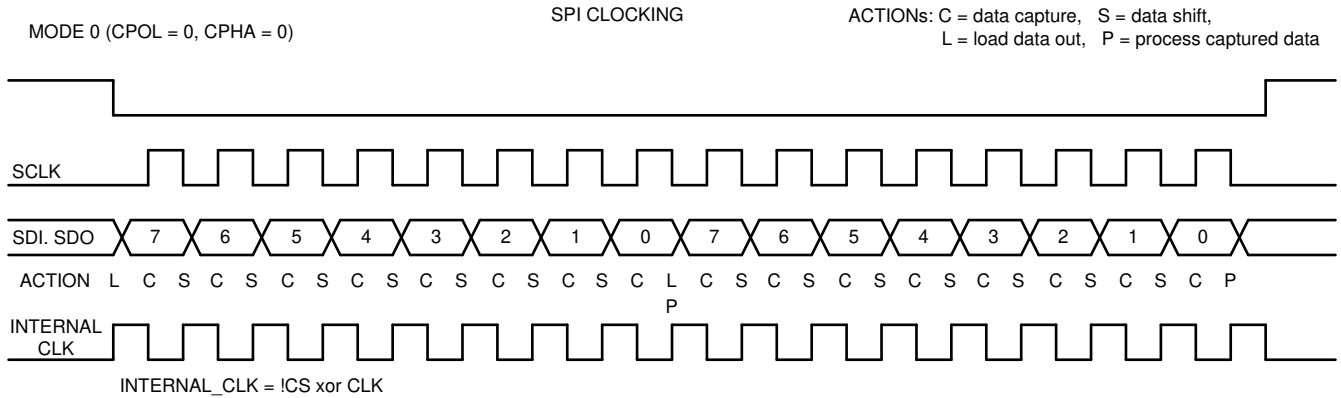 SPI CLOCKING
ACTIONs: C = data capture, S = data shift,
MODE 0 (CPOL = 0, CPHA = 0)
L = load data out, P = process captured data
SCLK
SDI. SDO 7 6 5 4 3 2 1 0 7 6 5 4 3 2 1 0
ACTION L C S C S C S C S C S C S C S C L C S C S C S C S C S C S C S C P
P
INTERNAL
CLK
INTERNAL_CLK = !CS xor CLK